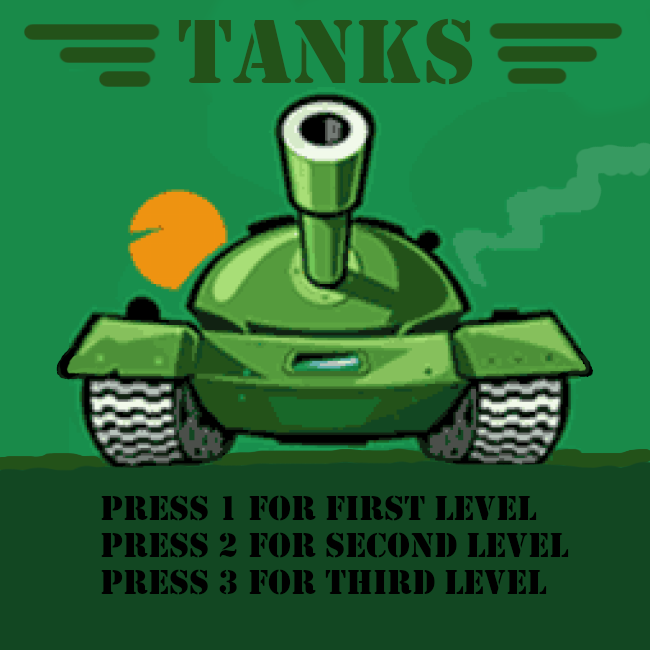 TANKS
PRESS 1 FOR FIRST LEVEL
PRESS 2 FOR SECOND LEVEL
PRESS 3 FOR THIRD LEVEL